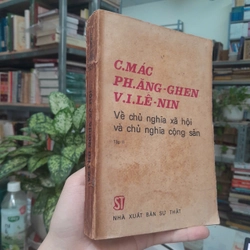 C.MÁC
PH.ĂNG-GHEN
V.I.LÊ-NIN
Về chủ nghĩa xã hội
và chủ nghĩa cộng sản
ST
NHÀ XUẤT BẢN SỰ THẬT